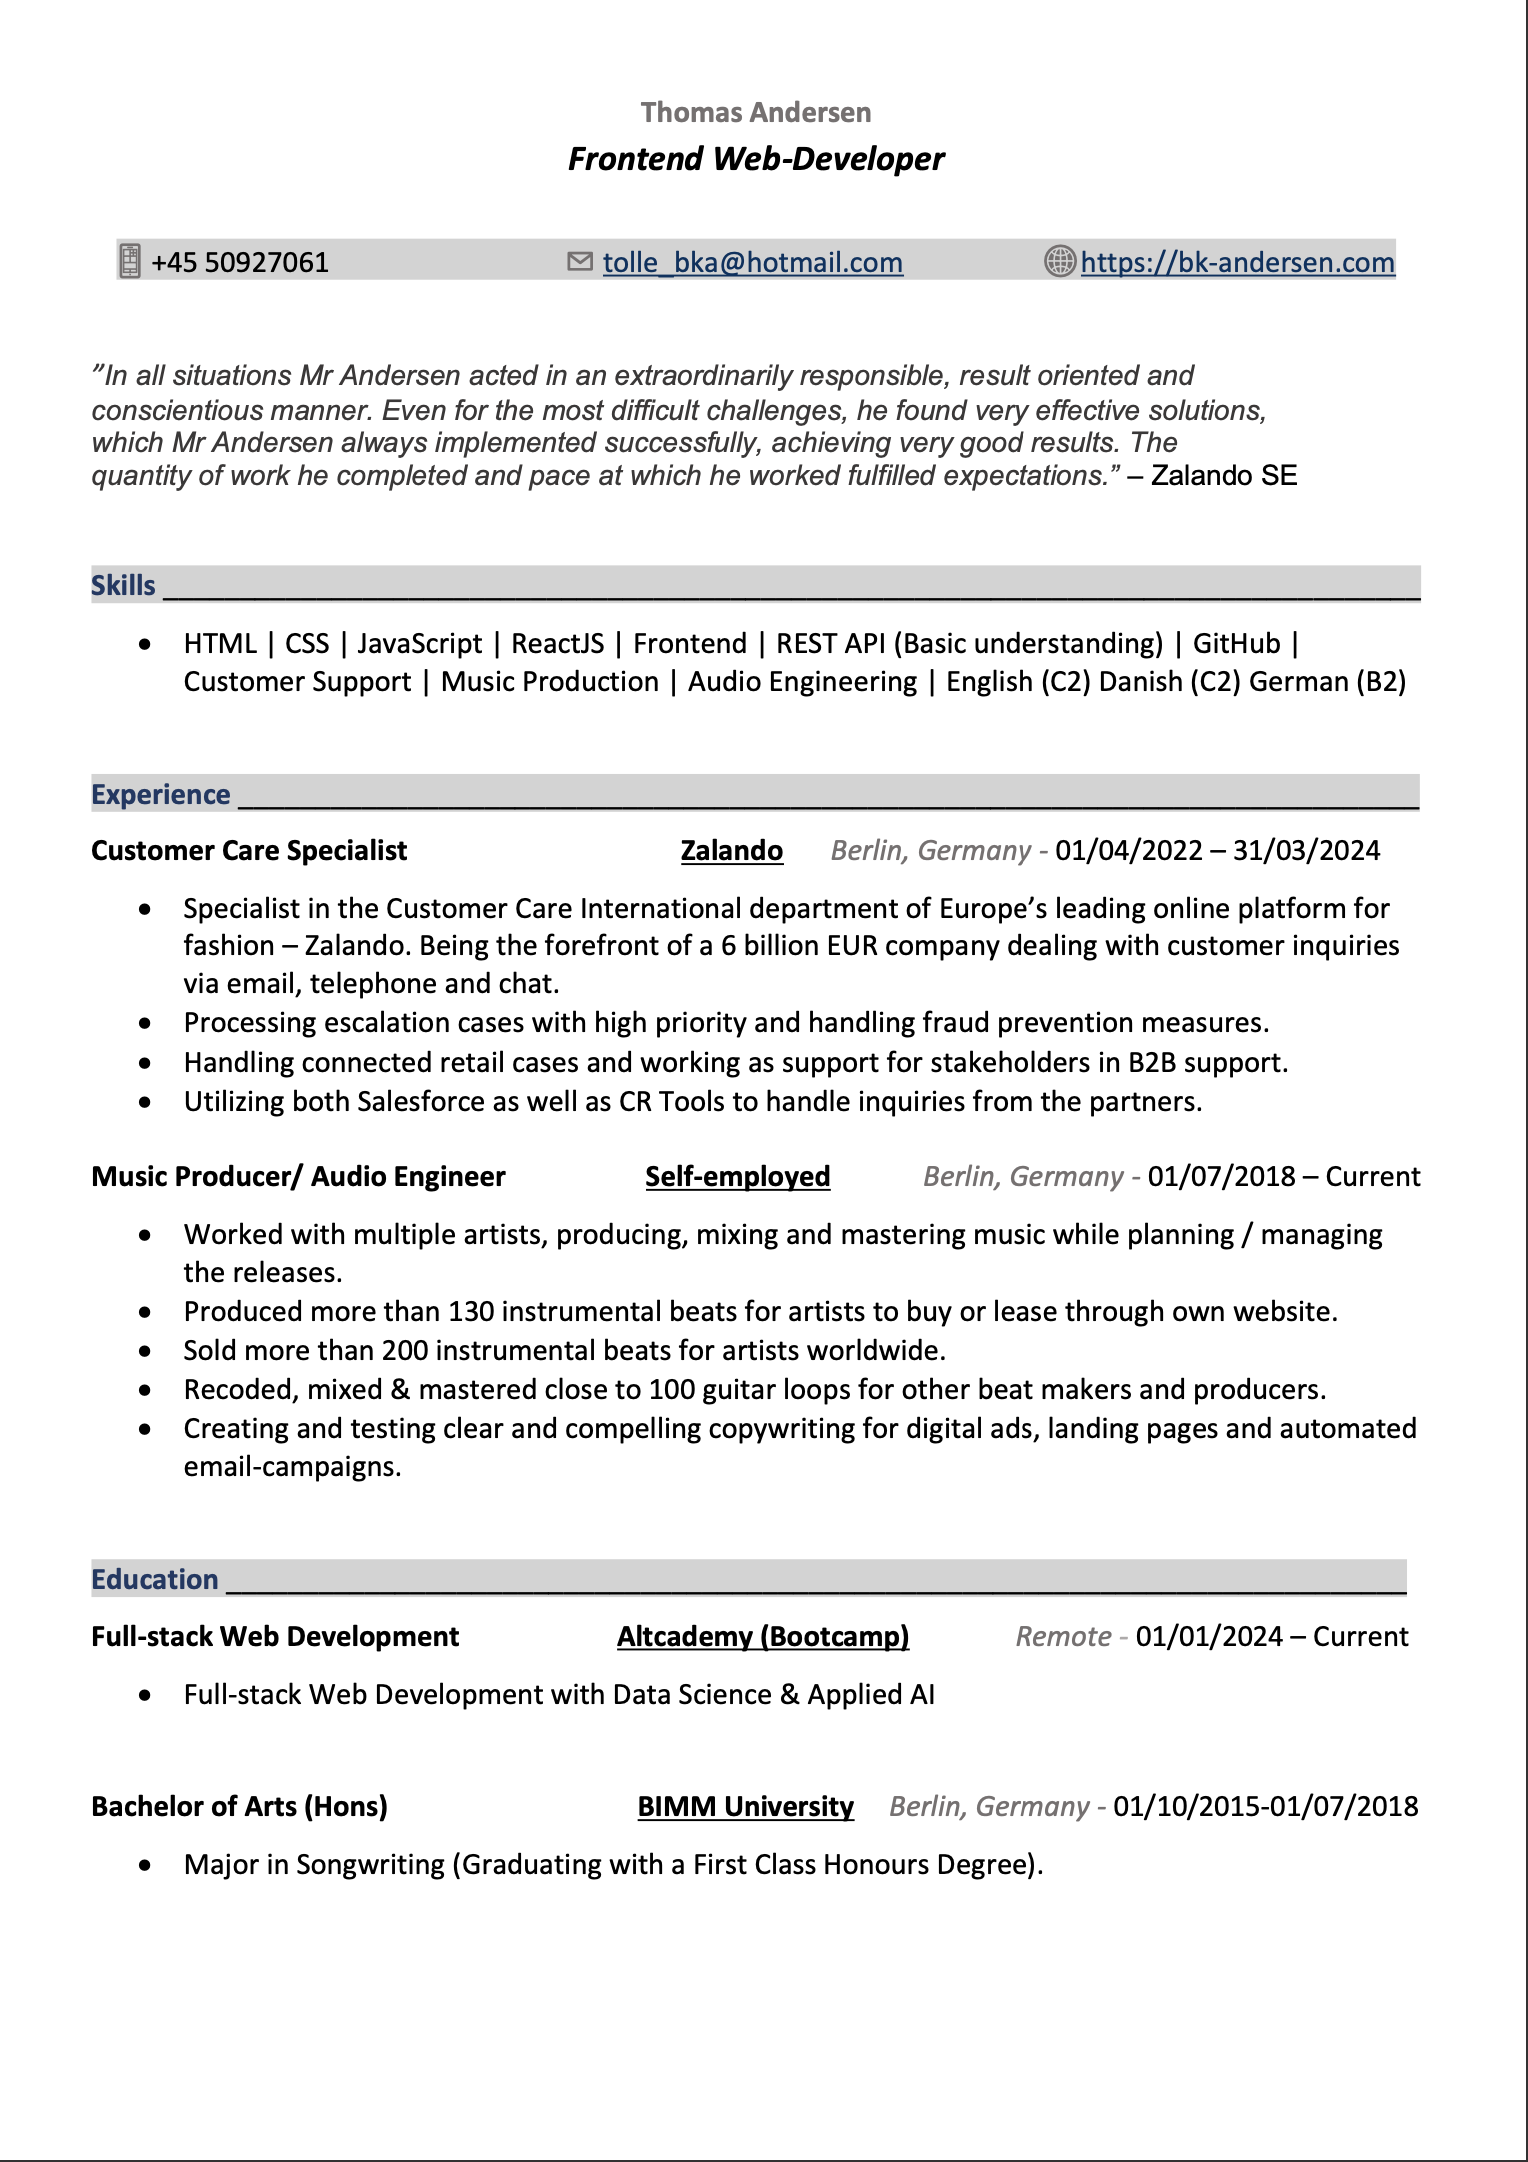 Thomas Andersen
Frontend Web-Developer
+45 50927061 tolle_bka@hotmail.com https://bk-andersen.com
”In all situations Mr Andersen acted in an extraordinarily responsible, result oriented and
conscientious manner. Even for the most difficult challenges, he found very effective solutions,
which Mr Andersen always implemented successfully, achieving very good results. The
quantity of work he completed and pace at which he worked fulfilled expectations.” – Zalando SE
Skills
• HTML | CSS | JavaScript | ReactJS | Frontend | REST API (Basic understanding) | GitHub |
Customer Support | Music Production | Audio Engineering | English (C2) Danish (C2) German (B2)
Experience
Customer Care Specialist Zalando Berlin, Germany - 01/04/2022 – 31/03/2024
• Specialist in the Customer Care International department of Europe’s leading online platform for
fashion – Zalando. Being the forefront of a 6 billion EUR company dealing with customer inquiries
via email, telephone and chat.
• Processing escalation cases with high priority and handling fraud prevention measures.
• Handling connected retail cases and working as support for stakeholders in B2B support.
• Utilizing both Salesforce as well as CR Tools to handle inquiries from the partners.
Music Producer/ Audio Engineer Self-employed Berlin, Germany - 01/07/2018 – Current
• Worked with multiple artists, producing, mixing and mastering music while planning / managing
the releases.
• Produced more than 130 instrumental beats for artists to buy or lease through own website.
• Sold more than 200 instrumental beats for artists worldwide.
• Recoded, mixed & mastered close to 100 guitar loops for other beat makers and producers.
• Creating and testing clear and compelling copywriting for digital ads, landing pages and automated
email-campaigns.
Education
Full-stack Web Development Altcademy (Bootcamp) Remote - 01/01/2024 – Current
• Full-stack Web Development with Data Science & Applied AI
Bachelor of Arts (Hons) BIMM University Berlin, Germany - 01/10/2015-01/07/2018
• Major in Songwriting (Graduating with a First Class Honours Degree).